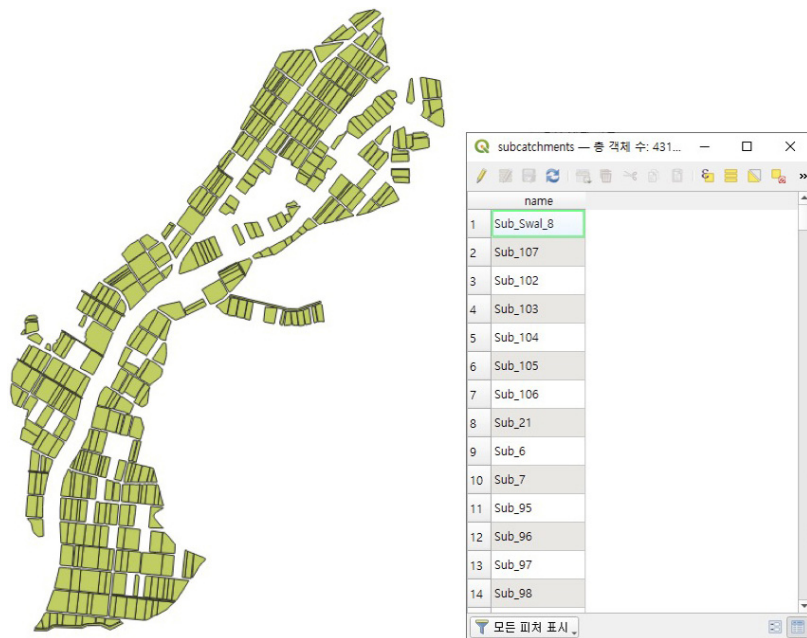 subcatchments — 총 객체 수: 431...
name
1 Sub_Swal_8
2 Sub_107
3 Sub_102
4 Sub_103
5 Sub_104
6 Sub_105
7 Sub_106
8 Sub_21
9 Sub_6
10 Sub_7
11 Sub_95
12 Sub_96
13 Sub_97
14 Sub_98
모든 피처 표시